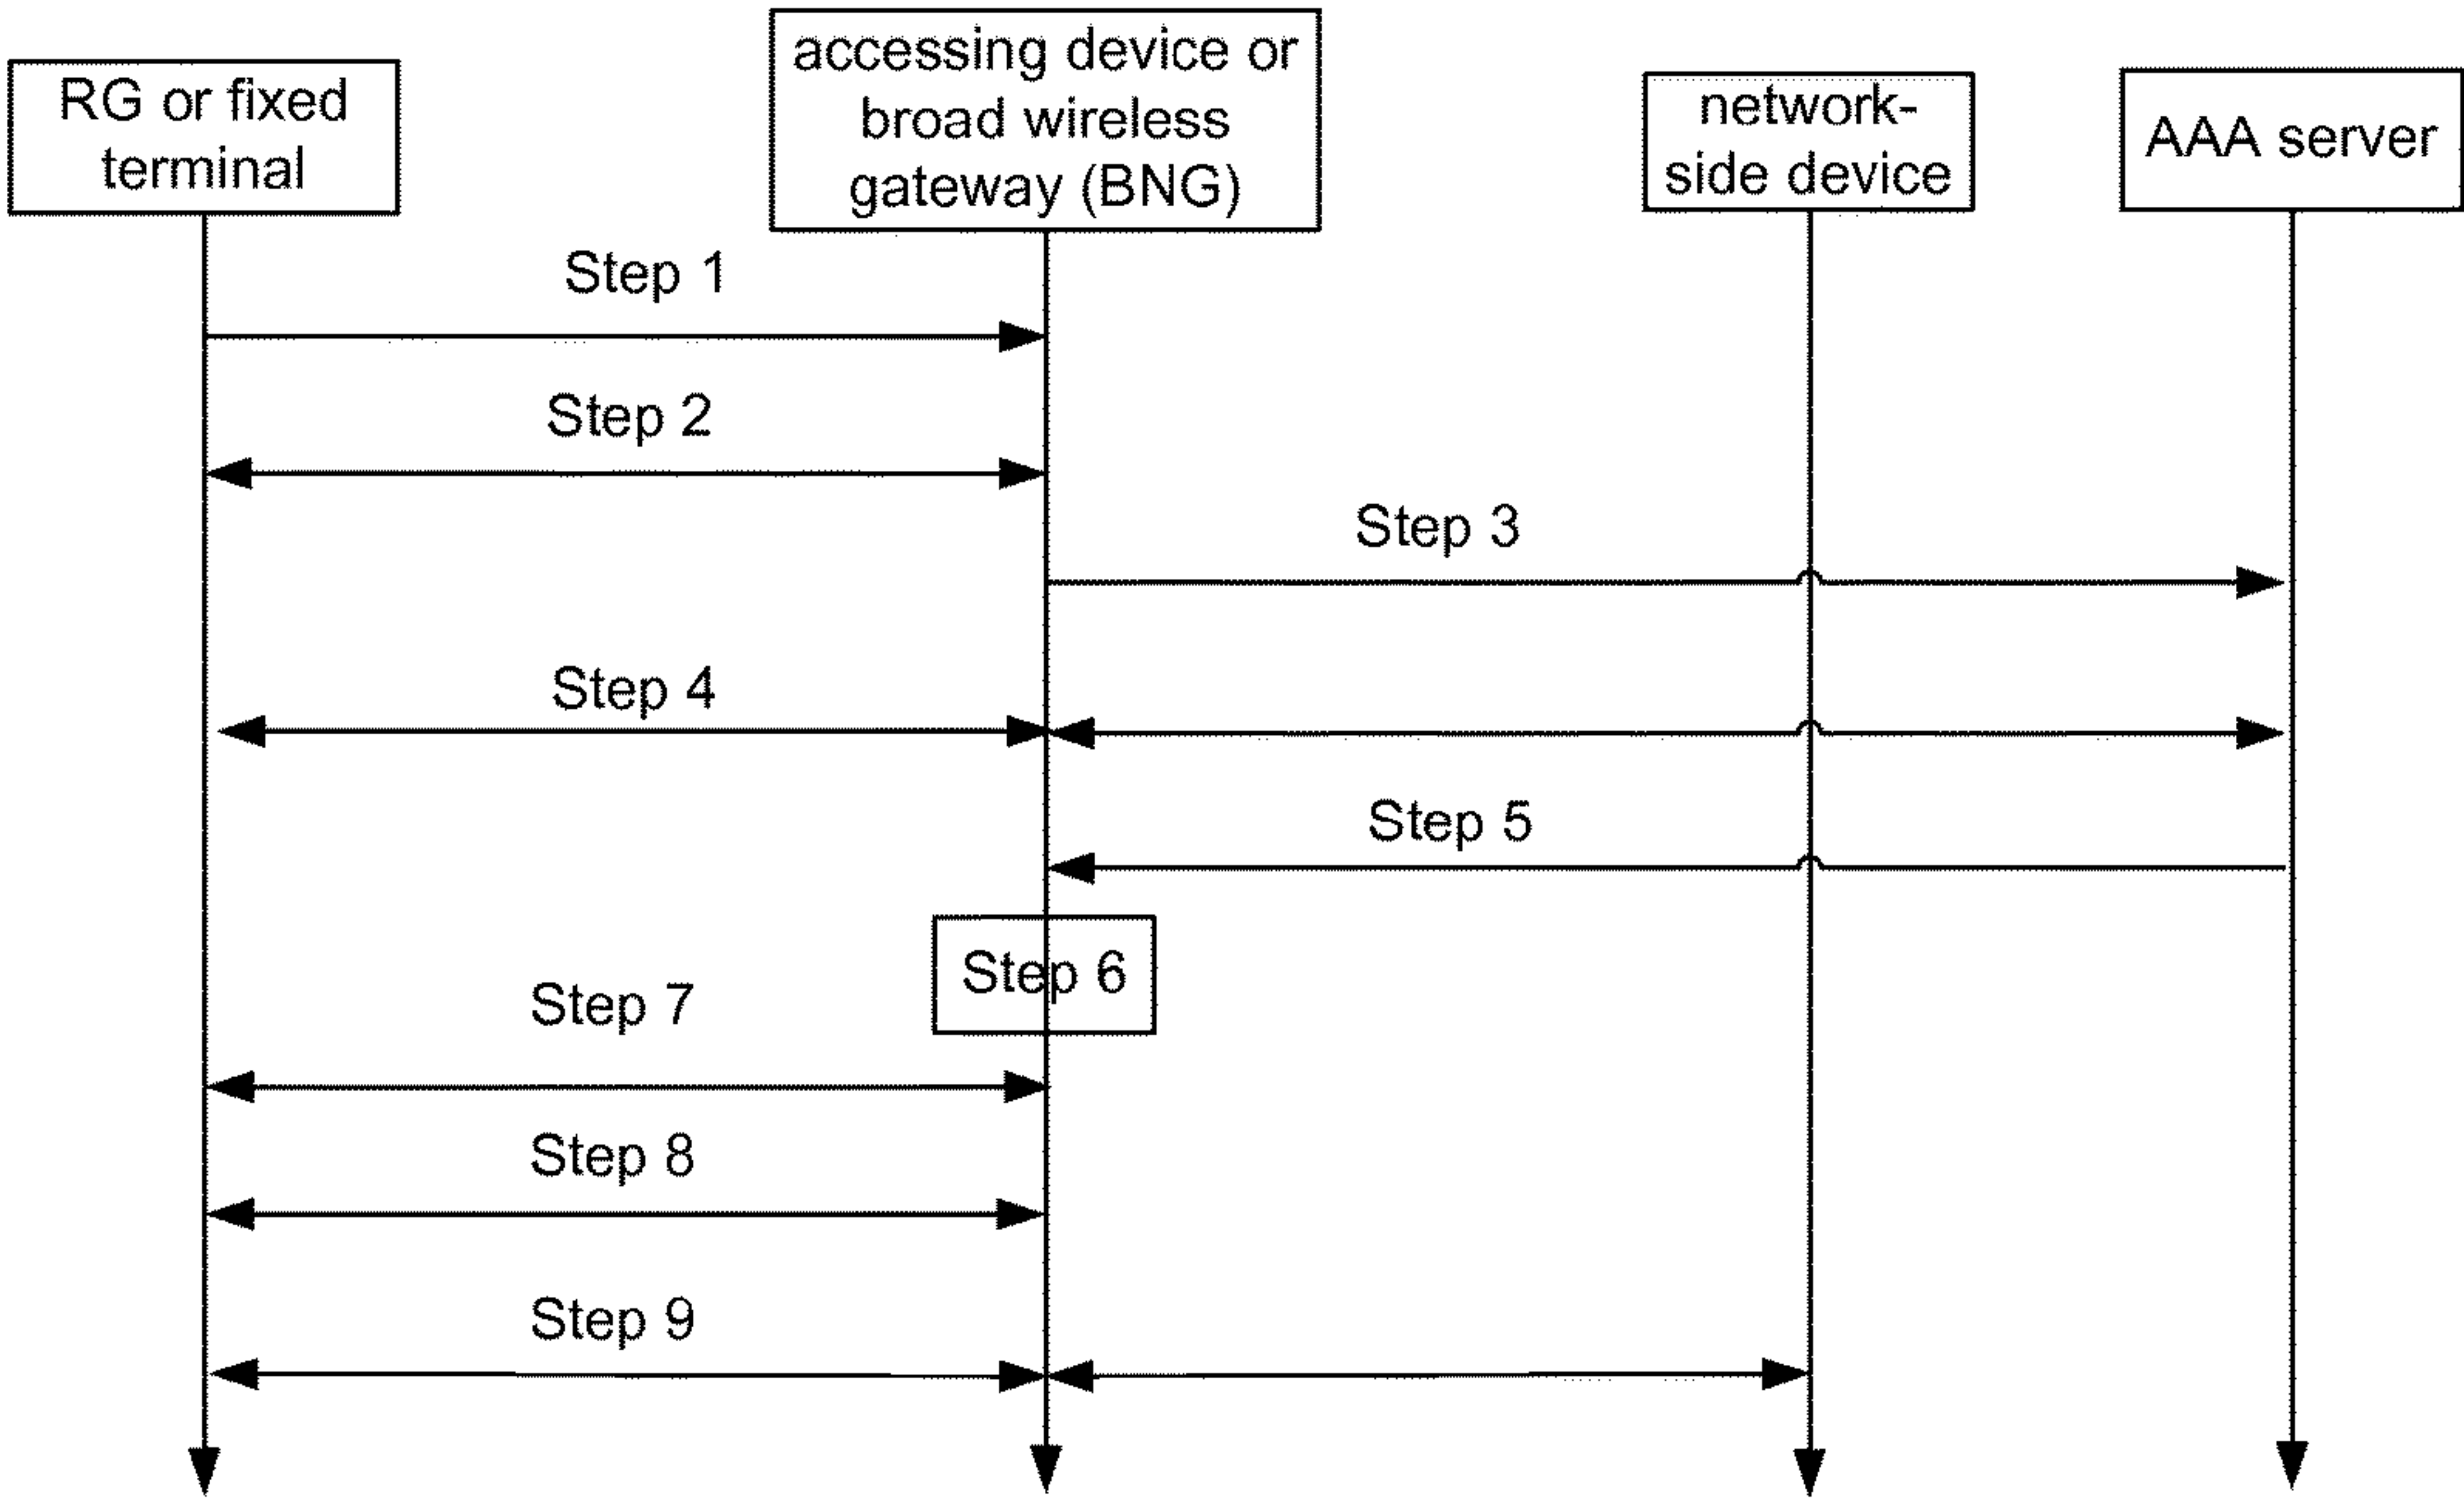 RG or fixed
terminal
accessing device or
broad wireless
gateway (BNG)
network-
side device
AAA server
Step 1
Step 2
Step 3
Step 4
Step 5
Step 6
Step 7
Step 8
Step 9